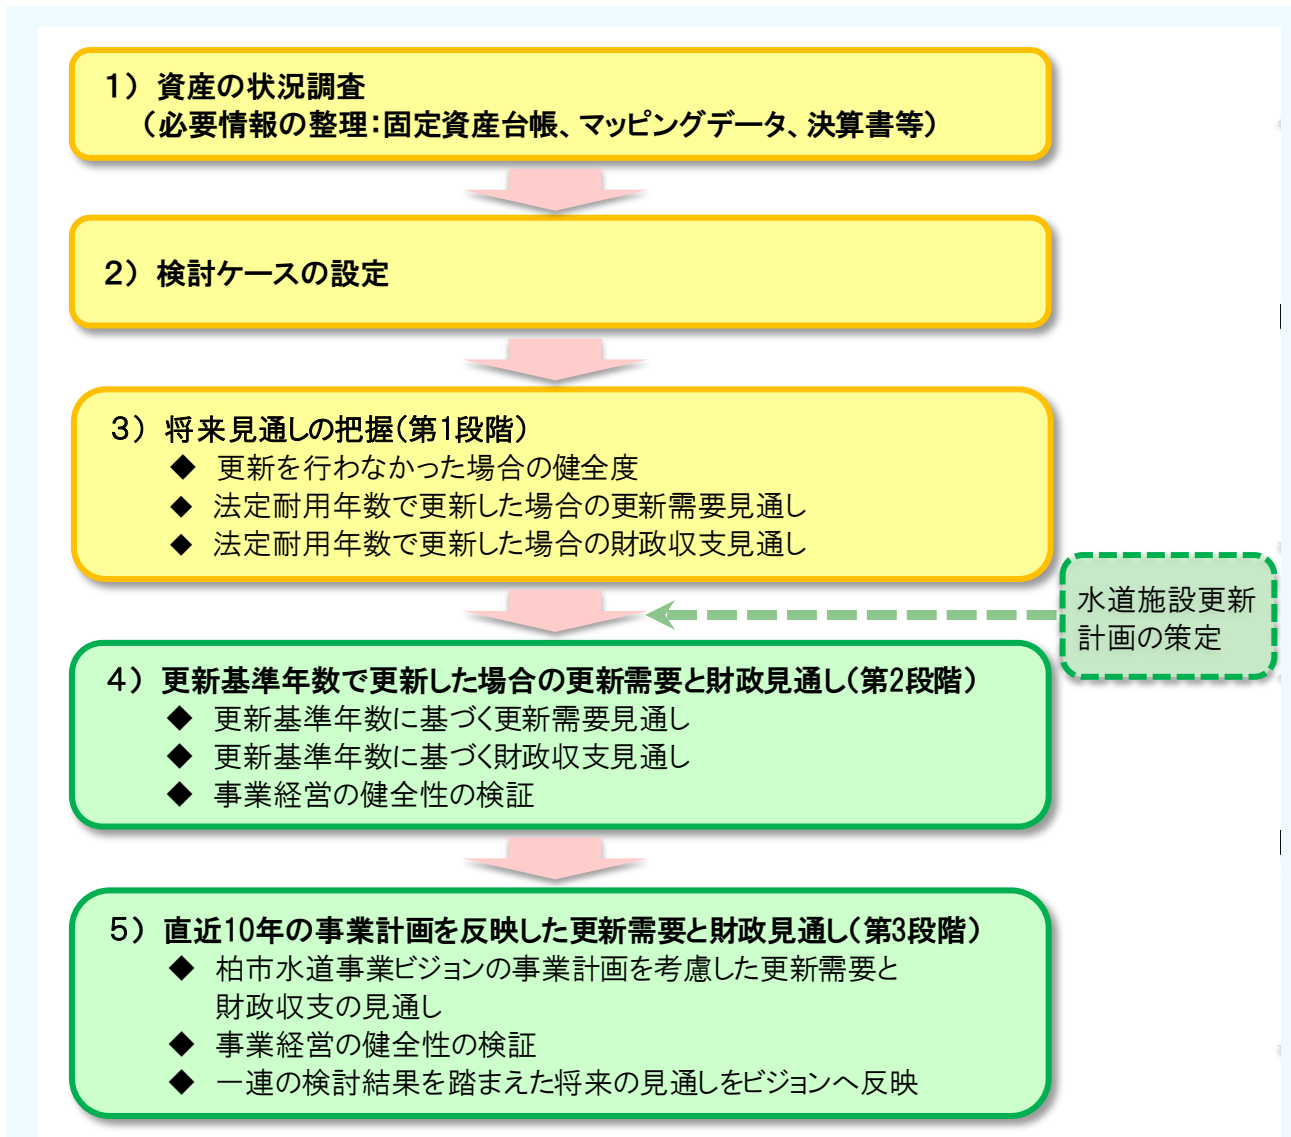 1） 資産の状況調査
（必要情報の整理：固定資産台帳、マッピングデータ、決算書等）
2） 検討ケースの設定
3） 将来見通しの把握（第1段階）
◆ 更新を行わなかった場合の健全度
◆ 法定耐用年数で更新した場合の更新需要見通し
◆ 法定耐用年数で更新した場合の財政収支見通し
水道施設更新
計画の策定
4） 更新基準年数で更新した場合の更新需要と財政見通し（第2段階）
◆ 更新基準年数に基づく更新需要見通し
◆ 更新基準年数に基づく財政収支見通し
◆ 事業経営の健全性の検証
5） 直近10年の事業計画を反映した更新需要と財政見通し（第3段階）
◆ 柏市水道事業ビジョンの事業計画を考慮した更新需要と
財政収支の見通し
◆ 事業経営の健全性の検証
◆ 一連の検討結果を踏まえた将来の見通しをビジョンへ反映